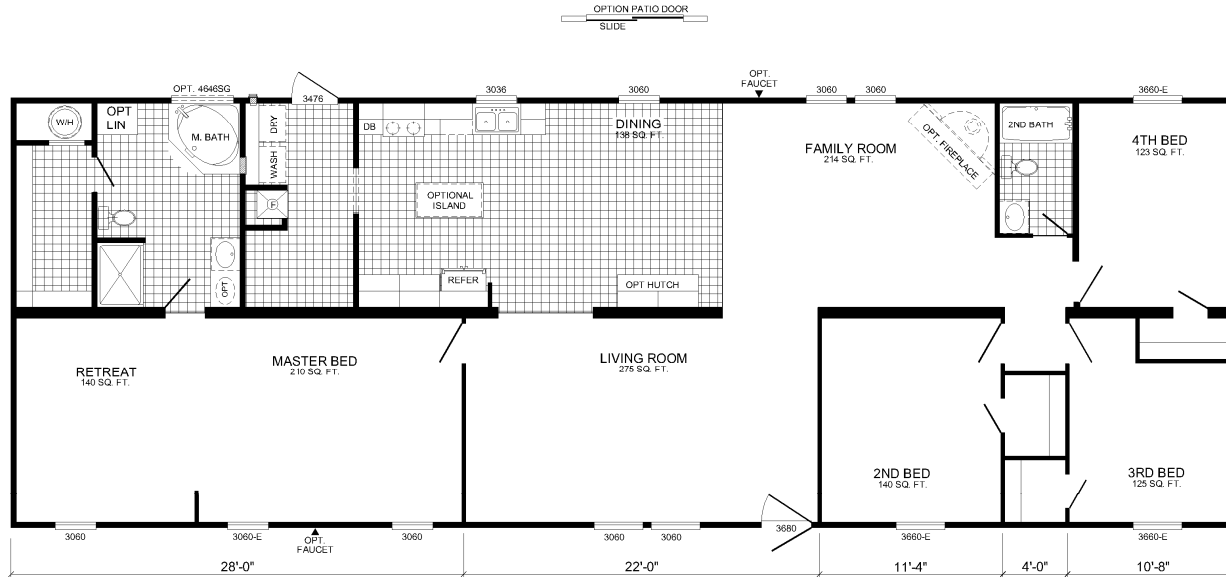 OPTION PATIO DOOR
SLIDE
OPT. 4646SG
3476
3036
3060
OPT.
FAUCET
3060
3060
3660-E
W/H
OPT
LIN
M. BATH
DRY
WASH
F
DB
DINING
138 SQ. FT.
OPTIONAL
ISLAND
REFER
OPT HUTCH
FAMILY ROOM
214 SQ. FT.
OPT. FIREPLACE
2ND BATH
4TH BED
123 SQ. FT.
OPT
RETREAT
140 SQ. FT.
MASTER BED
210 SQ. FT.
LIVING ROOM
275 SQ. FT.
2ND BED
140 SQ. FT.
3RD BED
125 SQ. FT.
3060
3060-E
OPT.
FAUCET
3060
3060
3060
3680
3660-E
3660-E
28'-0"
22'-0"
11'-4"
4'-0"
10'-8"